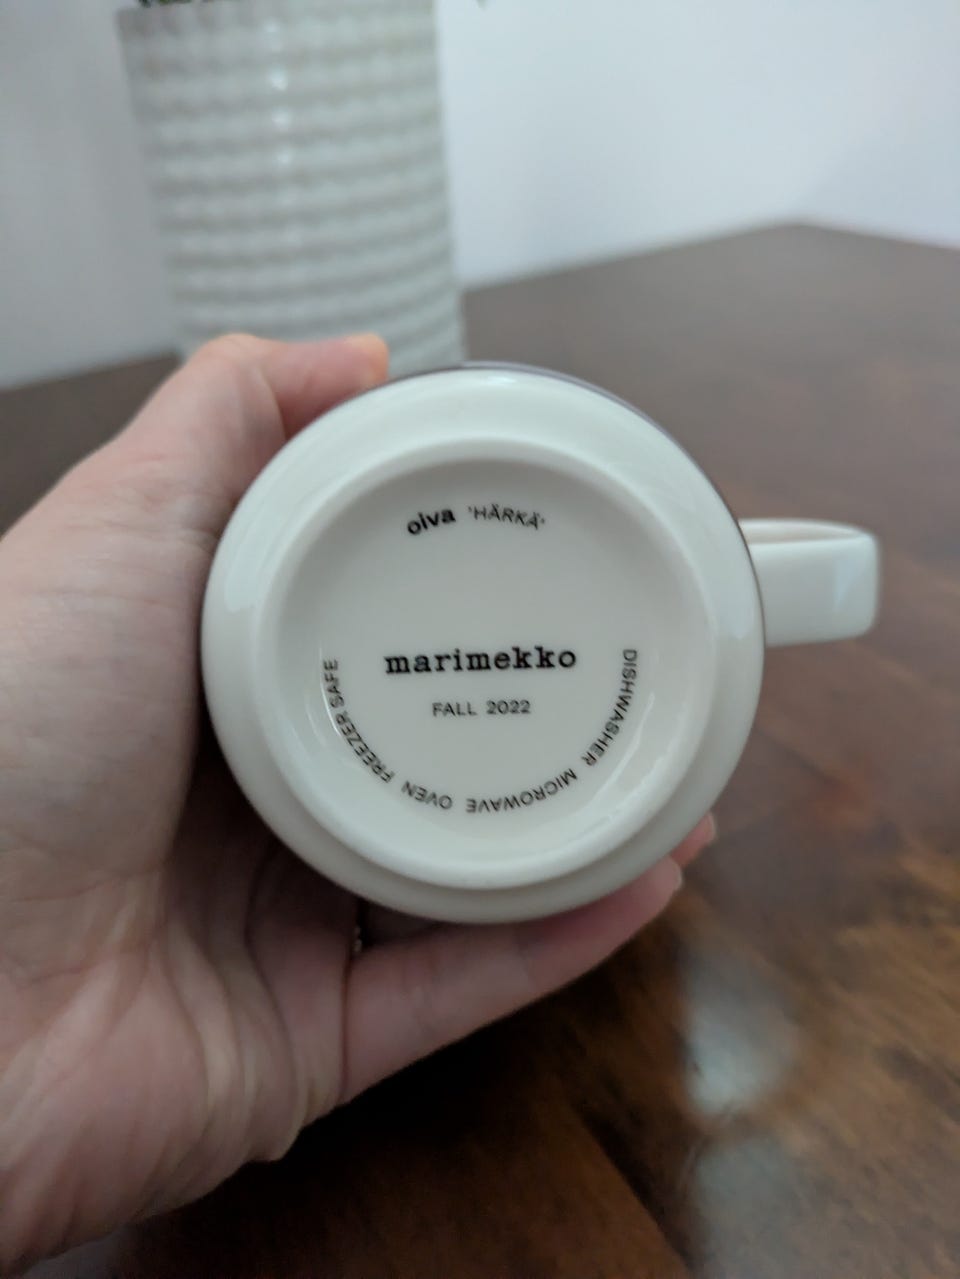 oiva 'HÄRKÄ'
marimekko
FALL 2022
DISHWASHER MICROWAVE OVEN FREEZER SAFE